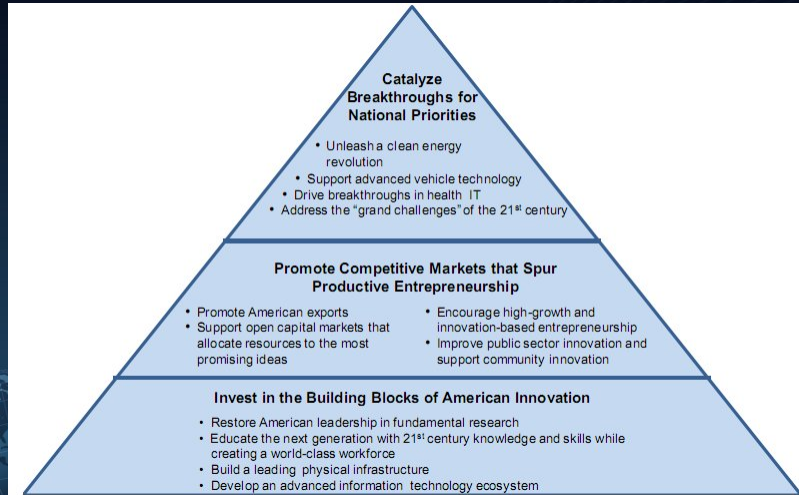 Catalyze
Breakthroughs for
National Priorities
• Unleash a clean energy
revolution
• Support advanced vehicle technology
• Drive breakthroughs in health IT
• Address the “grand challenges” of the 21st century
Promote Competitive Markets that Spur
Productive Entrepreneurship
• Promote American exports
• Support open capital markets that
allocate resources to the most
promising ideas
• Encourage high-growth and
innovation-based entrepreneurship
• Improve public sector innovation and
support community innovation
Invest in the Building Blocks of American Innovation
• Restore American leadership in fundamental research
• Educate the next generation with 21st century knowledge and skills while
creating a world-class workforce
• Build a leading physical infrastructure
• Develop an advanced information technology ecosystem